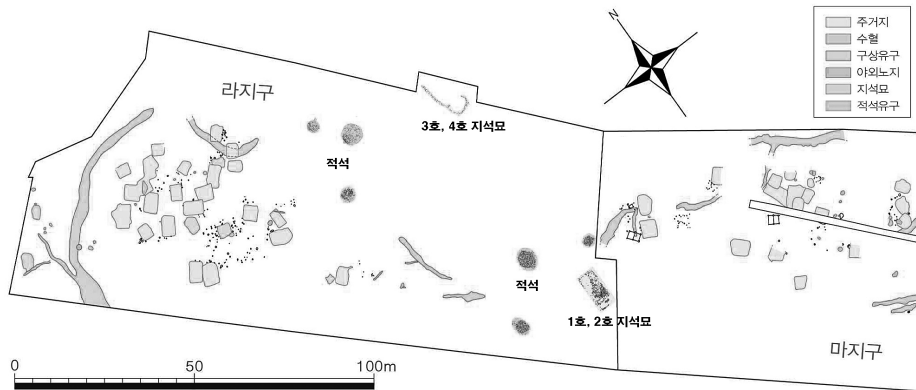 N
주거지
수혈
구상유구
야외노지
지석묘
적석유구
라지구
3호, 4호 지석묘
적석
적석
1호, 2호 지석묘
마지구
0
50
100m